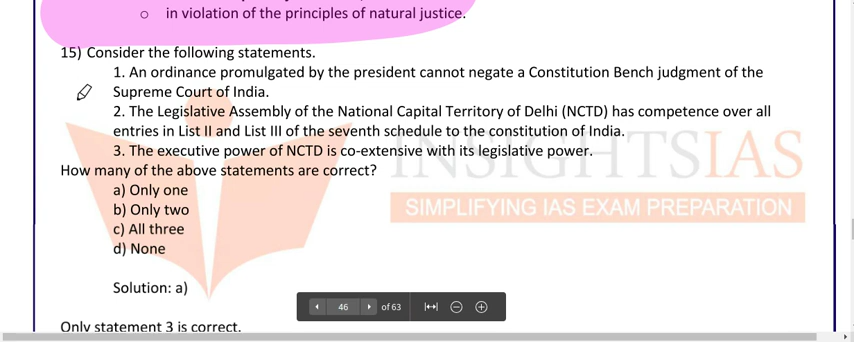 o in violation of the principles of natural justice.
15) Consider the following statements.
1. An ordinance promulgated by the president cannot negate a Constitution Bench judgment of the
Supreme Court of India.
2. The Legislative Assembly of the National Capital Territory of Delhi (NCTD) has competence over all
entries in List II and List III of the seventh schedule to the constitution of India.
3. The executive power of NCTD is co-extensive with its legislative power.
How many of the above statements are correct?
a) Only one
b) Only two
c) All three
d) None
INSIGHTSIAS
SIMPLIFYING IAS EXAM PREPARATION
Solution: a)
46 of 63
Only statement 3 is correct.